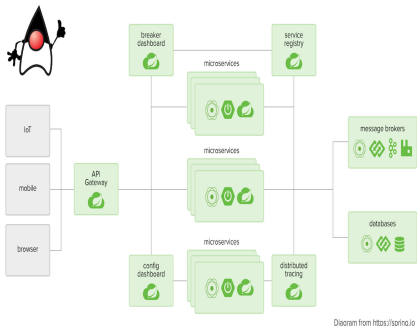 breaker
dashboard
service
registry
microservices
IoT
message brokers
microservices
mobile
API
Gateway
databases
browser
microservices
config
dashboard
distributed
tracing
Diagram from https://spring.io